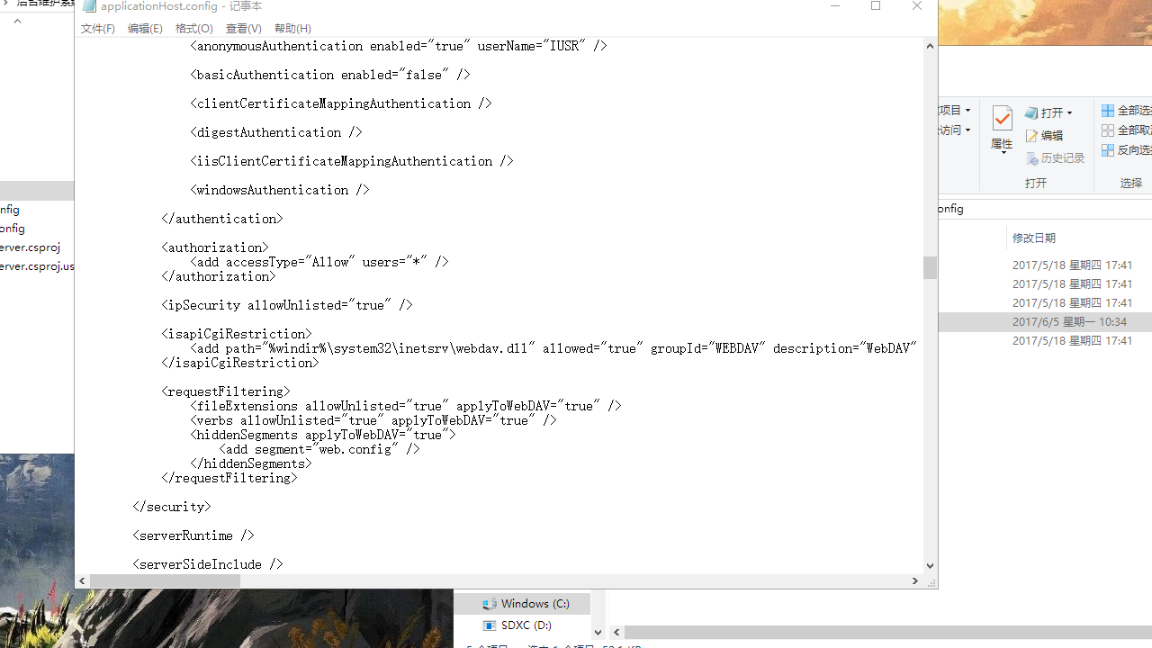 applicationHost.config - 记事本
文件(F) 编辑(E) 格式(O) 查看(V) 帮助(H)
<anonymousAuthentication enabled="true" userName="IUSR" />
<basicAuthentication enabled="false" />
<clientCertificateMappingAuthentication />
<digestAuthentication />
<iisClientCertificateMappingAuthentication />
<windowsAuthentication />
</authentication>
<authorization>
<add accessType="Allow" users="*" />
</authorization>
<ipSecurity allowUnlisted="true" />
<isapiCgiRestriction>
<add path="%windir%\system32\inetsrv\webdav.dll" allowed="true" groupId="WEBDAV" description="WebDAV"
</isapiCgiRestriction>
<requestFiltering>
<fileExtensions allowUnlisted="true" applyToWebDAV="true" />
<verbs allowUnlisted="true" applyToWebDAV="true" />
<hiddenSegments applyToWebDAV="true">
<add segment="web.config" />
</hiddenSegments>
</requestFiltering>
</security>
<serverRuntime />
<serverSideInclude />
nfig
onfig
erver.csproj
erver.csproj.us
项目
访问
属性
打开
编辑
历史记录
打开
全部选
全部取
反向选
选择
onfig
修改日期
2017/5/18 星期四 17:41
2017/5/18 星期四 17:41
2017/5/18 星期四 17:41
2017/6/5 星期一 10:34
2017/5/18 星期四 17:41
Windows (C:)
SDXC (D:)